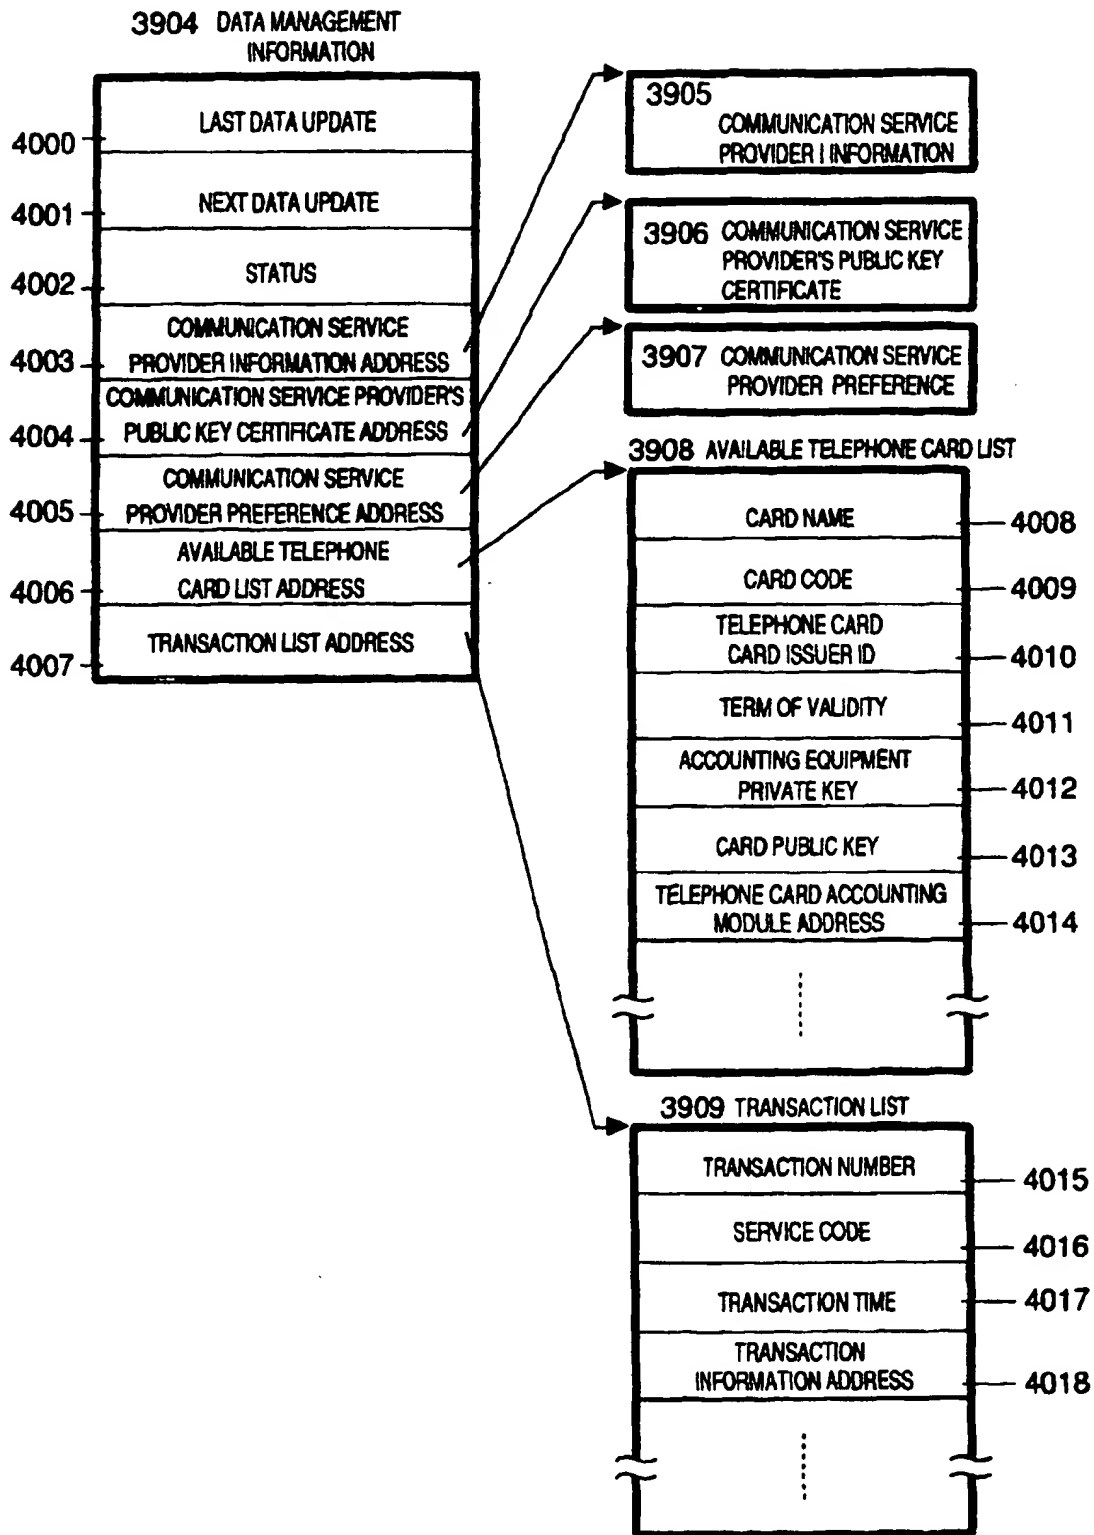 3904 DATA MANAGEMENT
INFORMATION
LAST DATA UPDATE
4000
NEXT DATA UPDATE
4001
STATUS
4002
COMMUNICATION SERVICE
PROVIDER INFORMATION ADDRESS
4003
COMMUNICATION SERVICE PROVIDER'S
PUBLIC KEY CERTIFICATE ADDRESS
4004
COMMUNICATION SERVICE
PROVIDER PREFERENCE ADDRESS
4005
AVAILABLE TELEPHONE
CARD LIST ADDRESS
4006
TRANSACTION LIST ADDRESS
4007
3905
COMMUNICATION SERVICE
PROVIDER I INFORMATION
3906 COMMUNICATION SERVICE
PROVIDER'S PUBLIC KEY
CERTIFICATE
3907 COMMUNICATION SERVICE
PROVIDER PREFERENCE
3908 AVAILABLE TELEPHONE CARD LIST
CARD NAME
4008
CARD CODE
4009
TELEPHONE CARD
CARD ISSUER ID
4010
TERM OF VALIDITY
4011
ACCOUNTING EQUIPMENT
PRIVATE KEY
4012
CARD PUBLIC KEY
4013
TELEPHONE CARD ACCOUNTING
MODULE ADDRESS
4014
3909 TRANSACTION LIST
TRANSACTION NUMBER
4015
SERVICE CODE
4016
TRANSACTION TIME
4017
TRANSACTION
INFORMATION ADDRESS
4018